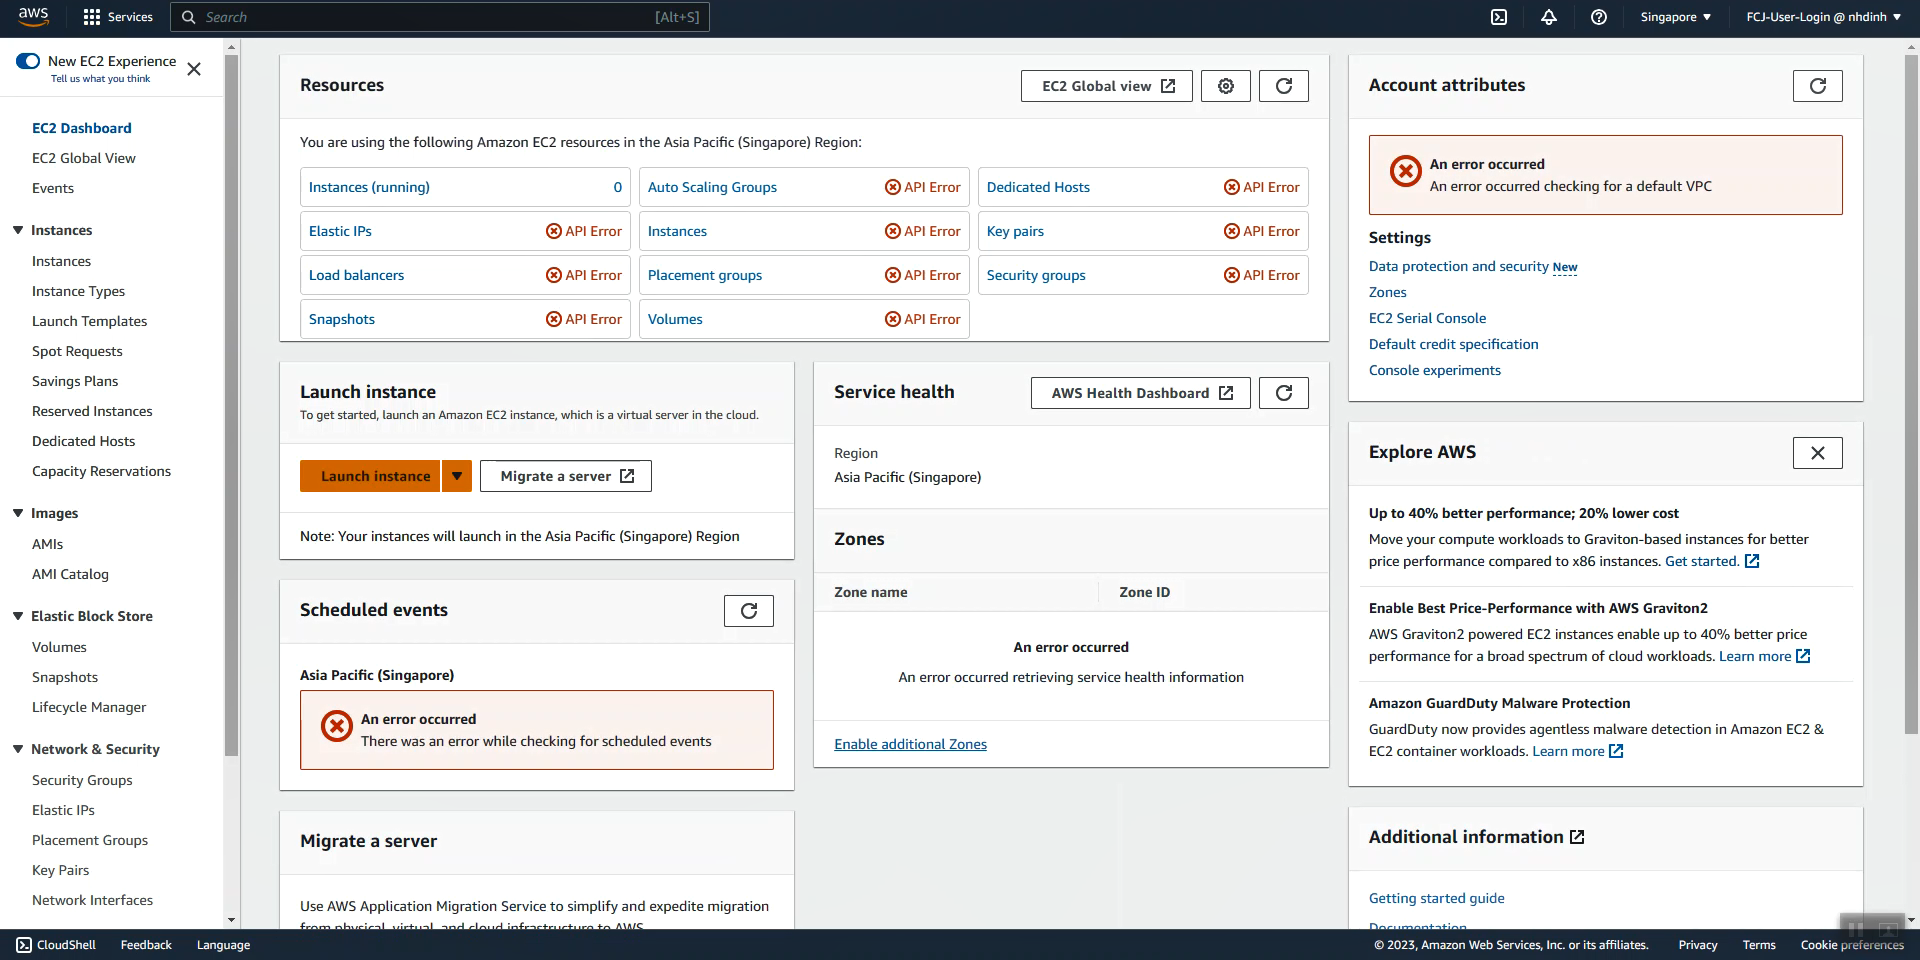 aws
Services
Search
[Alt+S]
Singapore
FCJ-User-Login @ nhdinh
New EC2 Experience
Tell us what you think
EC2 Dashboard
EC2 Global View
Events
Instances
Instances
Instance Types
Launch Templates
Spot Requests
Savings Plans
Reserved Instances
Dedicated Hosts
Capacity Reservations
Images
AMIs
AMI Catalog
Elastic Block Store
Volumes
Snapshots
Lifecycle Manager
Network & Security
Security Groups
Elastic IPs
Placement Groups
Key Pairs
Network Interfaces
Resources
EC2 Global view
You are using the following Amazon EC2 resources in the Asia Pacific (Singapore) Region:
Instances (running) 0
Auto Scaling Groups API Error
Dedicated Hosts API Error
Elastic IPs API Error
Instances API Error
Key pairs API Error
Load balancers API Error
Placement groups API Error
Security groups API Error
Snapshots API Error
Volumes API Error
Launch instance
To get started, launch an Amazon EC2 instance, which is a virtual server in the cloud.
Launch instance
Migrate a server
Note: Your instances will launch in the Asia Pacific (Singapore) Region
Scheduled events
Asia Pacific (Singapore)
An error occurred
There was an error while checking for scheduled events
Migrate a server
Use AWS Application Migration Service to simplify and expedite migration
from physical, virtual, and cloud infrastructure to AWS.
Service health
AWS Health Dashboard
Region
Asia Pacific (Singapore)
Zones
Zone name
Zone ID
An error occurred
An error occurred retrieving service health information
Enable additional Zones
Account attributes
An error occurred
An error occurred checking for a default VPC
Settings
Data protection and security New
Zones
EC2 Serial Console
Default credit specification
Console experiments
Explore AWS
Up to 40% better performance; 20% lower cost
Move your compute workloads to Graviton-based instances for better
price performance compared to x86 instances. Get started.
Enable Best Price-Performance with AWS Graviton2
AWS Graviton2 powered EC2 instances enable up to 40% better price
performance for a broad spectrum of cloud workloads. Learn more
Amazon GuardDuty Malware Protection
GuardDuty now provides agentless malware detection in Amazon EC2 &
EC2 container workloads. Learn more
Additional information
Getting started guide
Documentation
CloudShell
Feedback
Language
© 2023, Amazon Web Services, Inc. or its affiliates.
Privacy
Terms
Cookie preferences